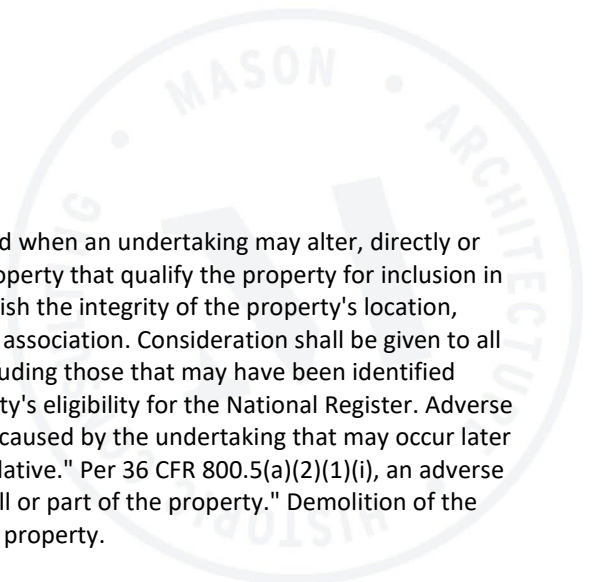 MASON • ARCHITECTURE • HISTORIC CONSULTING •
d when an undertaking may alter, directly or
operty that qualify the property for inclusion in
ish the integrity of the property's location,
association. Consideration shall be given to all
uding those that may have been identified
ty's eligibility for the National Register. Adverse
caused by the undertaking that may occur later
lative." Per 36 CFR 800.5(a)(2)(1)(i), an adverse
ll or part of the property." Demolition of the
property.